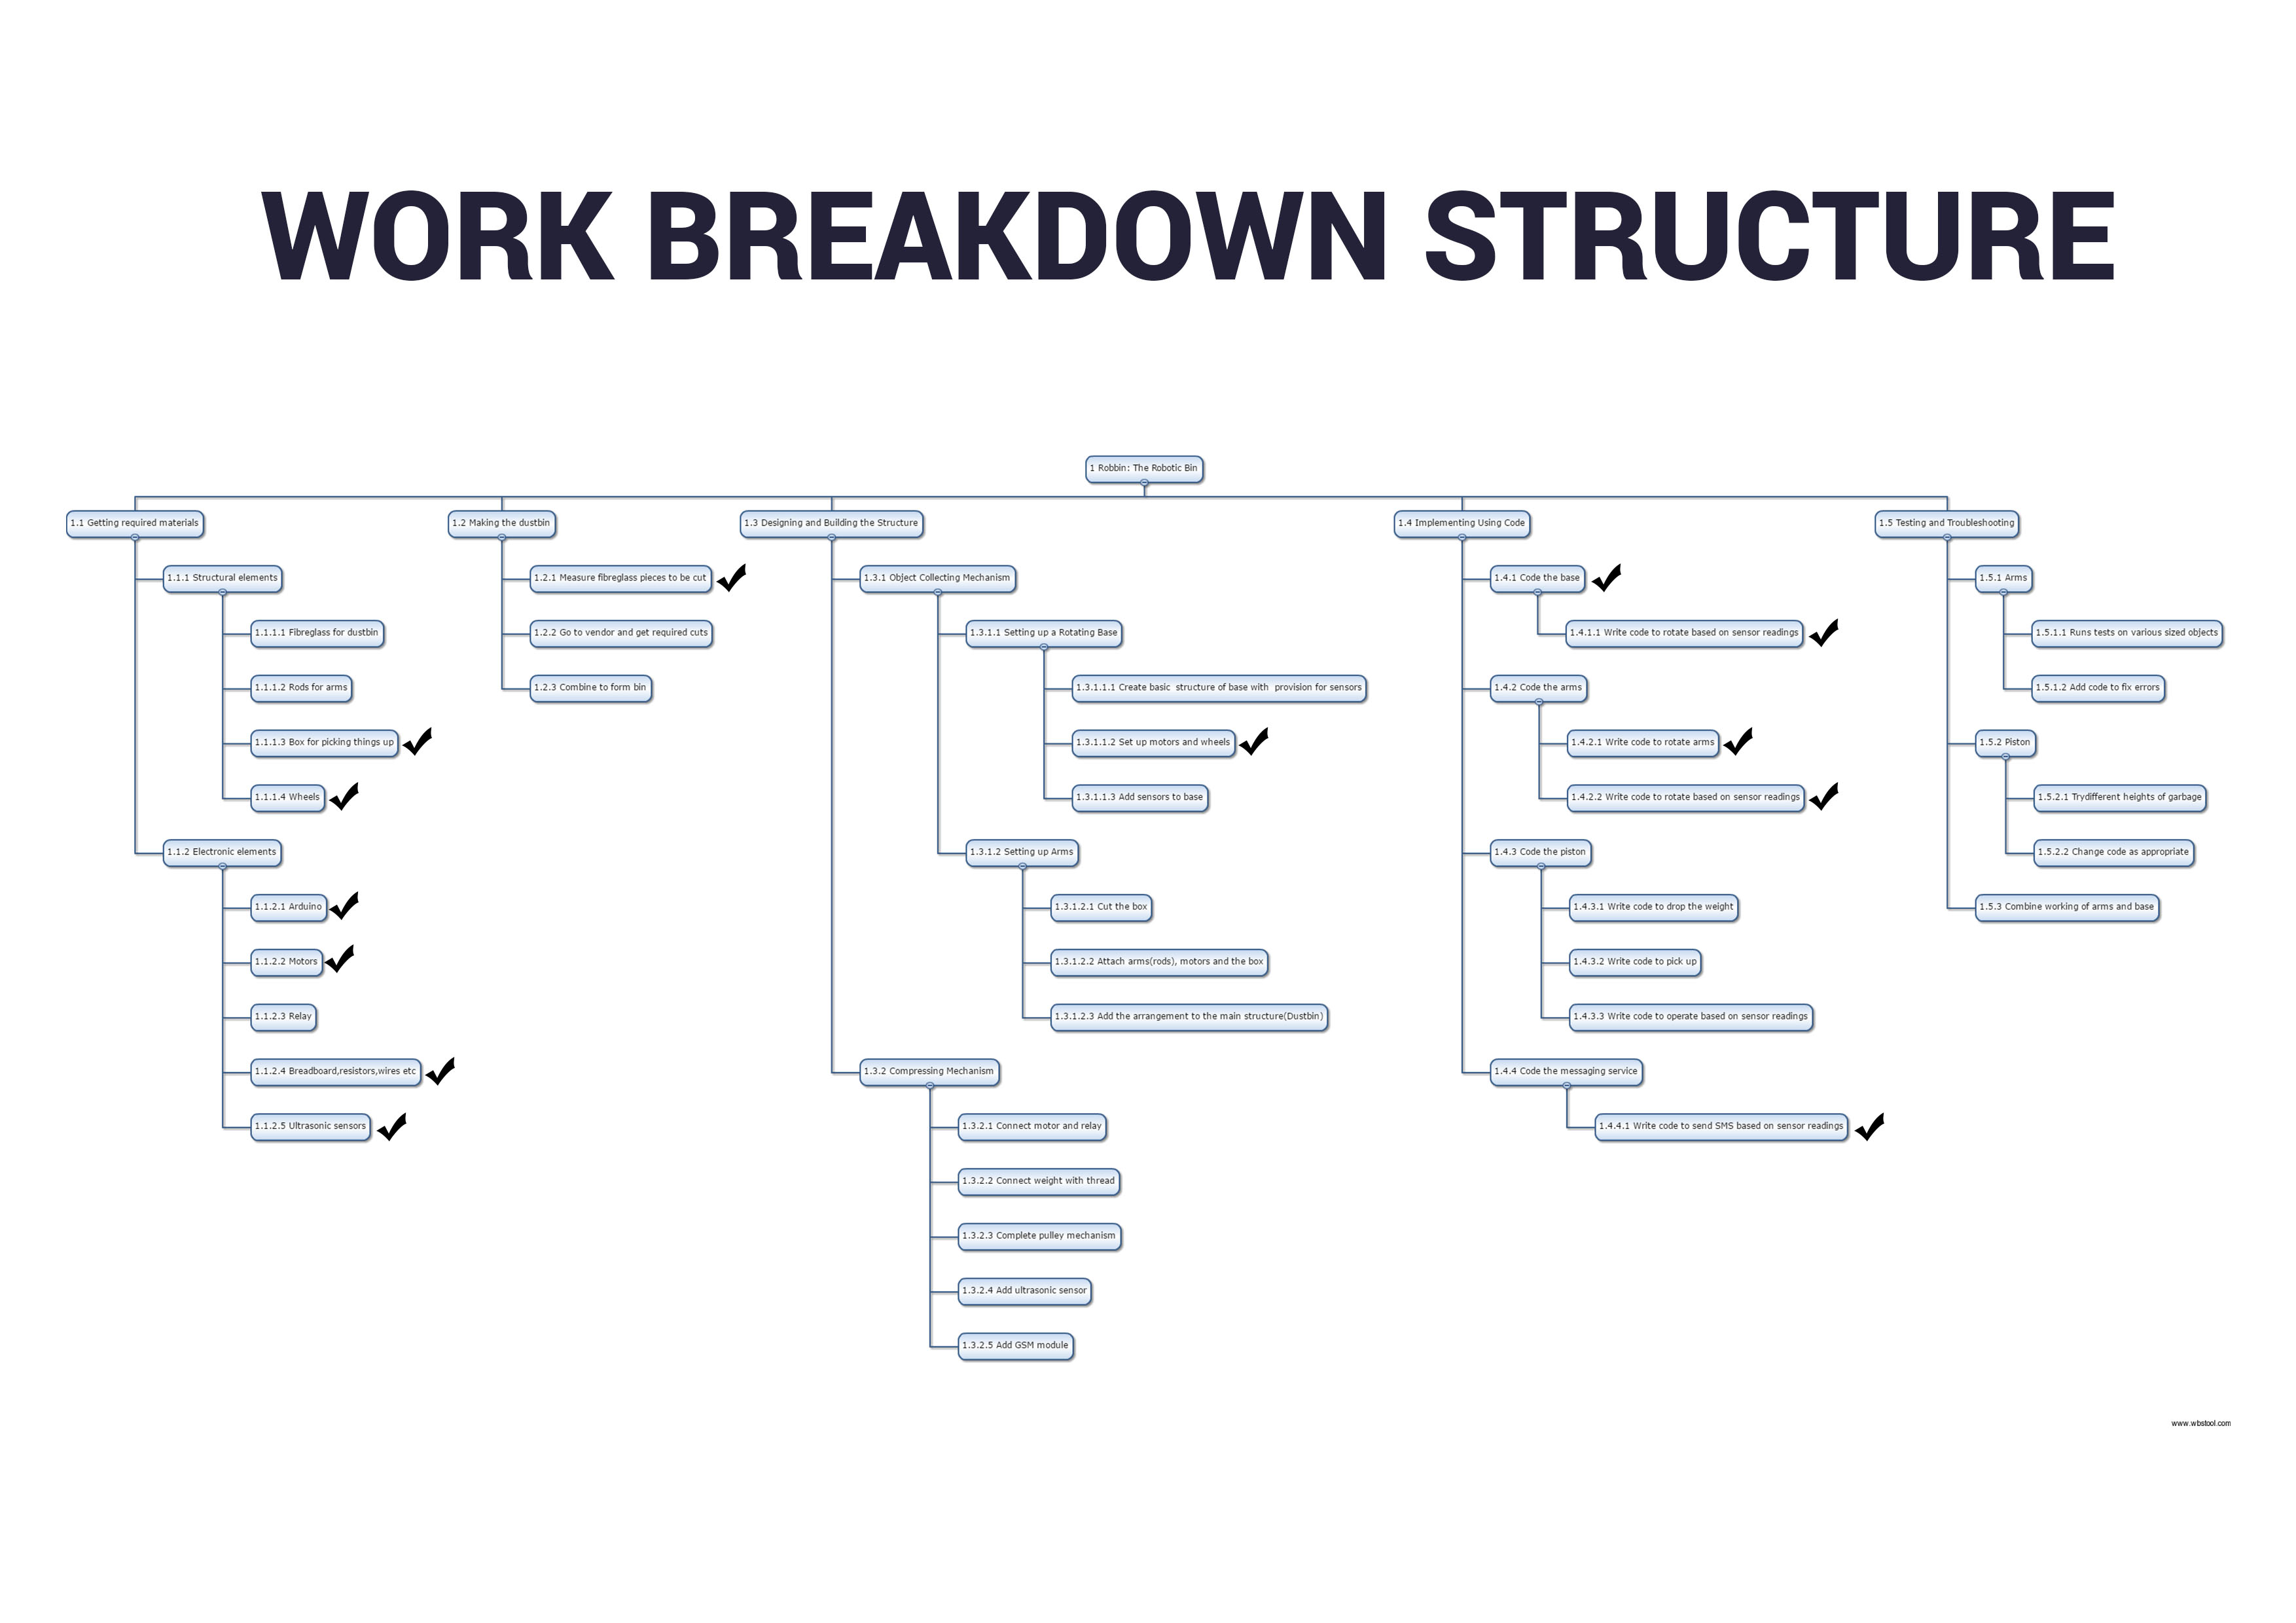 WORK BREAKDOWN STRUCTURE
1 Robbin: The Robotic Bin
1.1 Getting required materials
1.1.1 Structural elements
1.1.1.1 Fibreglass for dustbin
1.1.1.2 Rods for arms
1.1.1.3 Box for picking things up
1.1.1.4 Wheels
1.1.2 Electronic elements
1.1.2.1 Arduino
1.1.2.2 Motors
1.1.2.3 Relay
1.1.2.4 Breadboard,resistors,wires etc
1.1.2.5 Ultrasonic sensors
1.2 Making the dustbin
1.2.1 Measure fibreglass pieces to be cut
1.2.2 Go to vendor and get required cuts
1.2.3 Combine to form bin
1.3 Designing and Building the Structure
1.3.1 Object Collecting Mechanism
1.3.1.1 Setting up a Rotating Base
1.3.1.1.1 Create basic  structure of base with  provision for sensors
1.3.1.1.2 Set up motors and wheels
1.3.1.1.3 Add sensors to base
1.3.1.2 Setting up Arms
1.3.1.2.1 Cut the box
1.3.1.2.2 Attach arms(rods), motors and the box
1.3.1.2.3 Add the arrangement to the main structure(Dustbin)
1.3.2 Compressing Mechanism
1.3.2.1 Connect motor and relay
1.3.2.2 Connect weight with thread
1.3.2.3 Complete pulley mechanism
1.3.2.4 Add ultrasonic sensor
1.3.2.5 Add GSM module
1.4 Implementing Using Code
1.4.1 Code the base
1.4.1.1 Write code to rotate based on sensor readings
1.4.2 Code the arms
1.4.2.1 Write code to rotate arms
1.4.2.2 Write code to rotate based on sensor readings
1.4.3 Code the piston
1.4.3.1 Write code to drop the weight
1.4.3.2 Write code to pick up
1.4.3.3 Write code to operate based on sensor readings
1.4.4 Code the messaging service
1.4.4.1 Write code to send SMS based on sensor readings
1.5 Testing and Troubleshooting
1.5.1 Arms
1.5.1.1 Runs tests on various sized objects
1.5.1.2 Add code to fix errors
1.5.2 Piston
1.5.2.1 Trydifferent heights of garbage
1.5.2.2 Change code as appropriate
1.5.3 Combine working of arms and base
www.wbstool.com